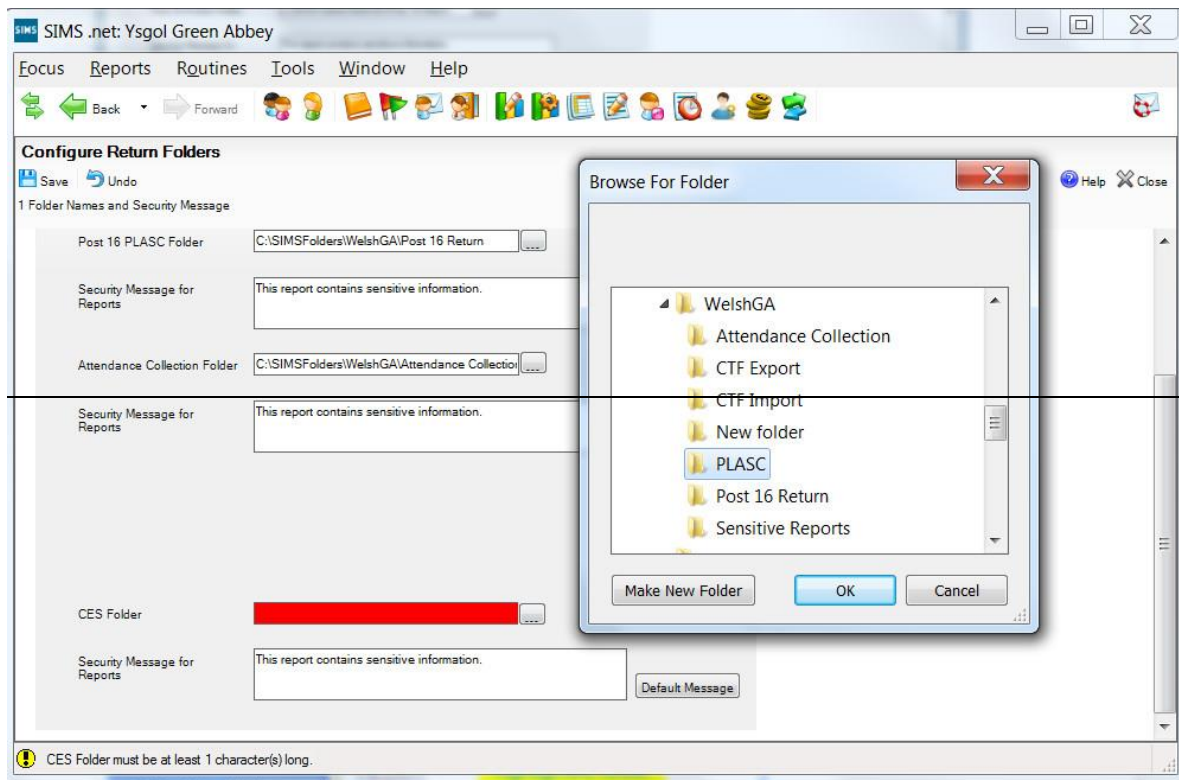 SIMS SIMS .net: Ysgol Green Abbey
Focus Reports Routines Tools Window Help
Back Forward
Configure Return Folders
Save Undo
Help Close
1 Folder Names and Security Message
Post 16 PLASC Folder
C:\SIMSFolders\WelshGA\Post 16 Return
...
Security Message for
Reports
This report contains sensitive information.
Attendance Collection Folder
C:\SIMSFolders\WelshGA\Attendance Collection
...
Security Message for
Reports
This report contains sensitive information.
CES Folder
...
Security Message for
Reports
This report contains sensitive information.
Default Message
CES Folder must be at least 1 character(s) long.
Browse For Folder
WelshGA
Attendance Collection
CTF Export
CTF Import
New folder
PLASC
Post 16 Return
Sensitive Reports
Make New Folder OK Cancel